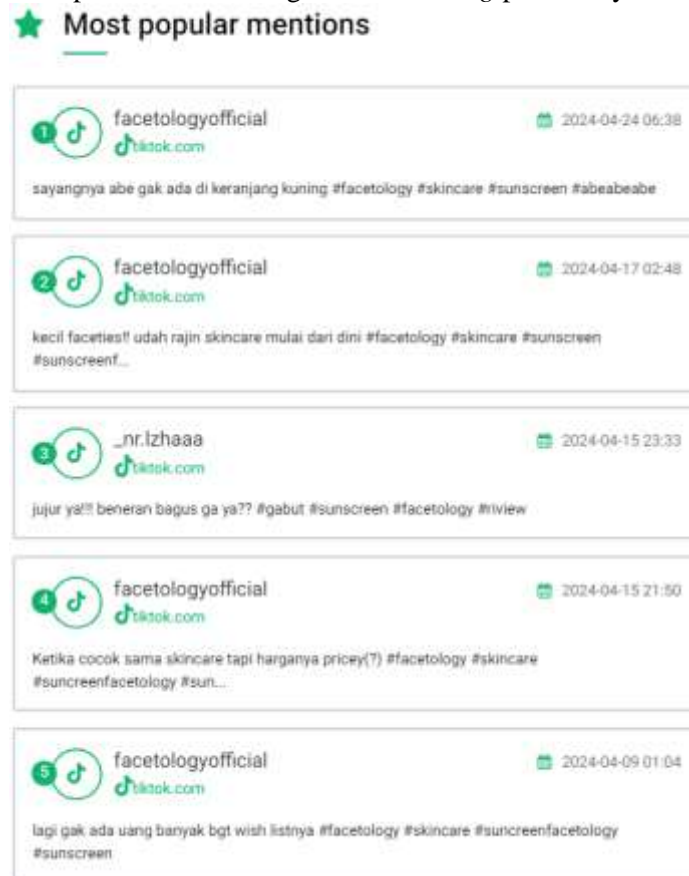 Most popular mentions
1
facetologyofficial
2024-04-24 06:38
tiktok.com
sayangnya abe gak ada di keranjang kuning #facetology #skincare #sunscreen #abeabeabe
2
facetologyofficial
2024-04-17 02:48
tiktok.com
kecil faceties!! udah rajin skincare mulai dari dini #facetology #skincare #sunscreen
#sunscreenf...
3
_nr.lzhaaa
2024-04-15 23:33
tiktok.com
jujur ya!!! beneran bagus ga ya?? #gabut #sunscreen #facetology #riview
4
facetologyofficial
2024-04-15 21:50
tiktok.com
Ketika cocok sama skincare tapi harganya pricey(?) #facetology #skincare
#suncreenfacetology #sun...
5
facetologyofficial
2024-04-09 01:04
tiktok.com
lagi gak ada uang banyak bgt wish listnya #facetology #skincare #suncreenfacetology
#sunscreen